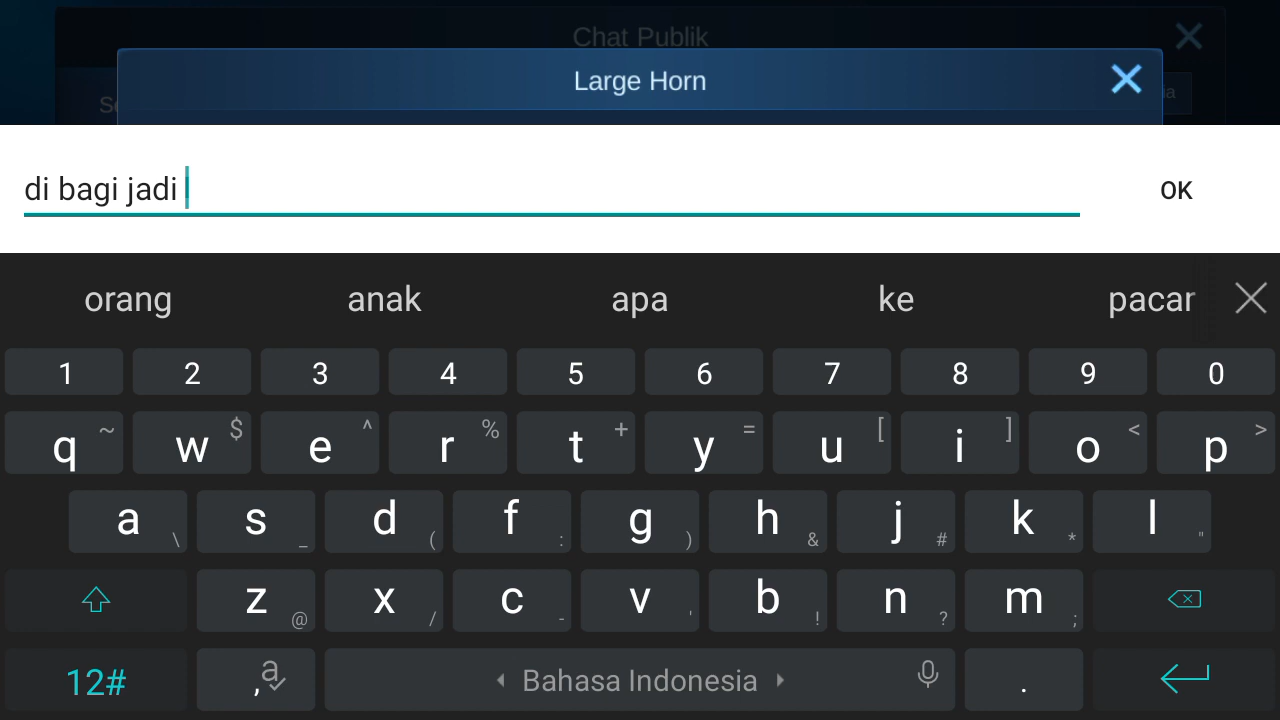 Chat Publik
Large Horn
di bagi jadi
OK
orang anak apa ke pacar
1 2 3 4 5 6 7 8 9 0
q ~ w $ e ^ r % t + y = u [ i ] o < p >
a \ s _ d ( f : g ) h & j # k * l "
z @ x / c - v ' b ! n ? m ;
12# , a Bahasa Indonesia .